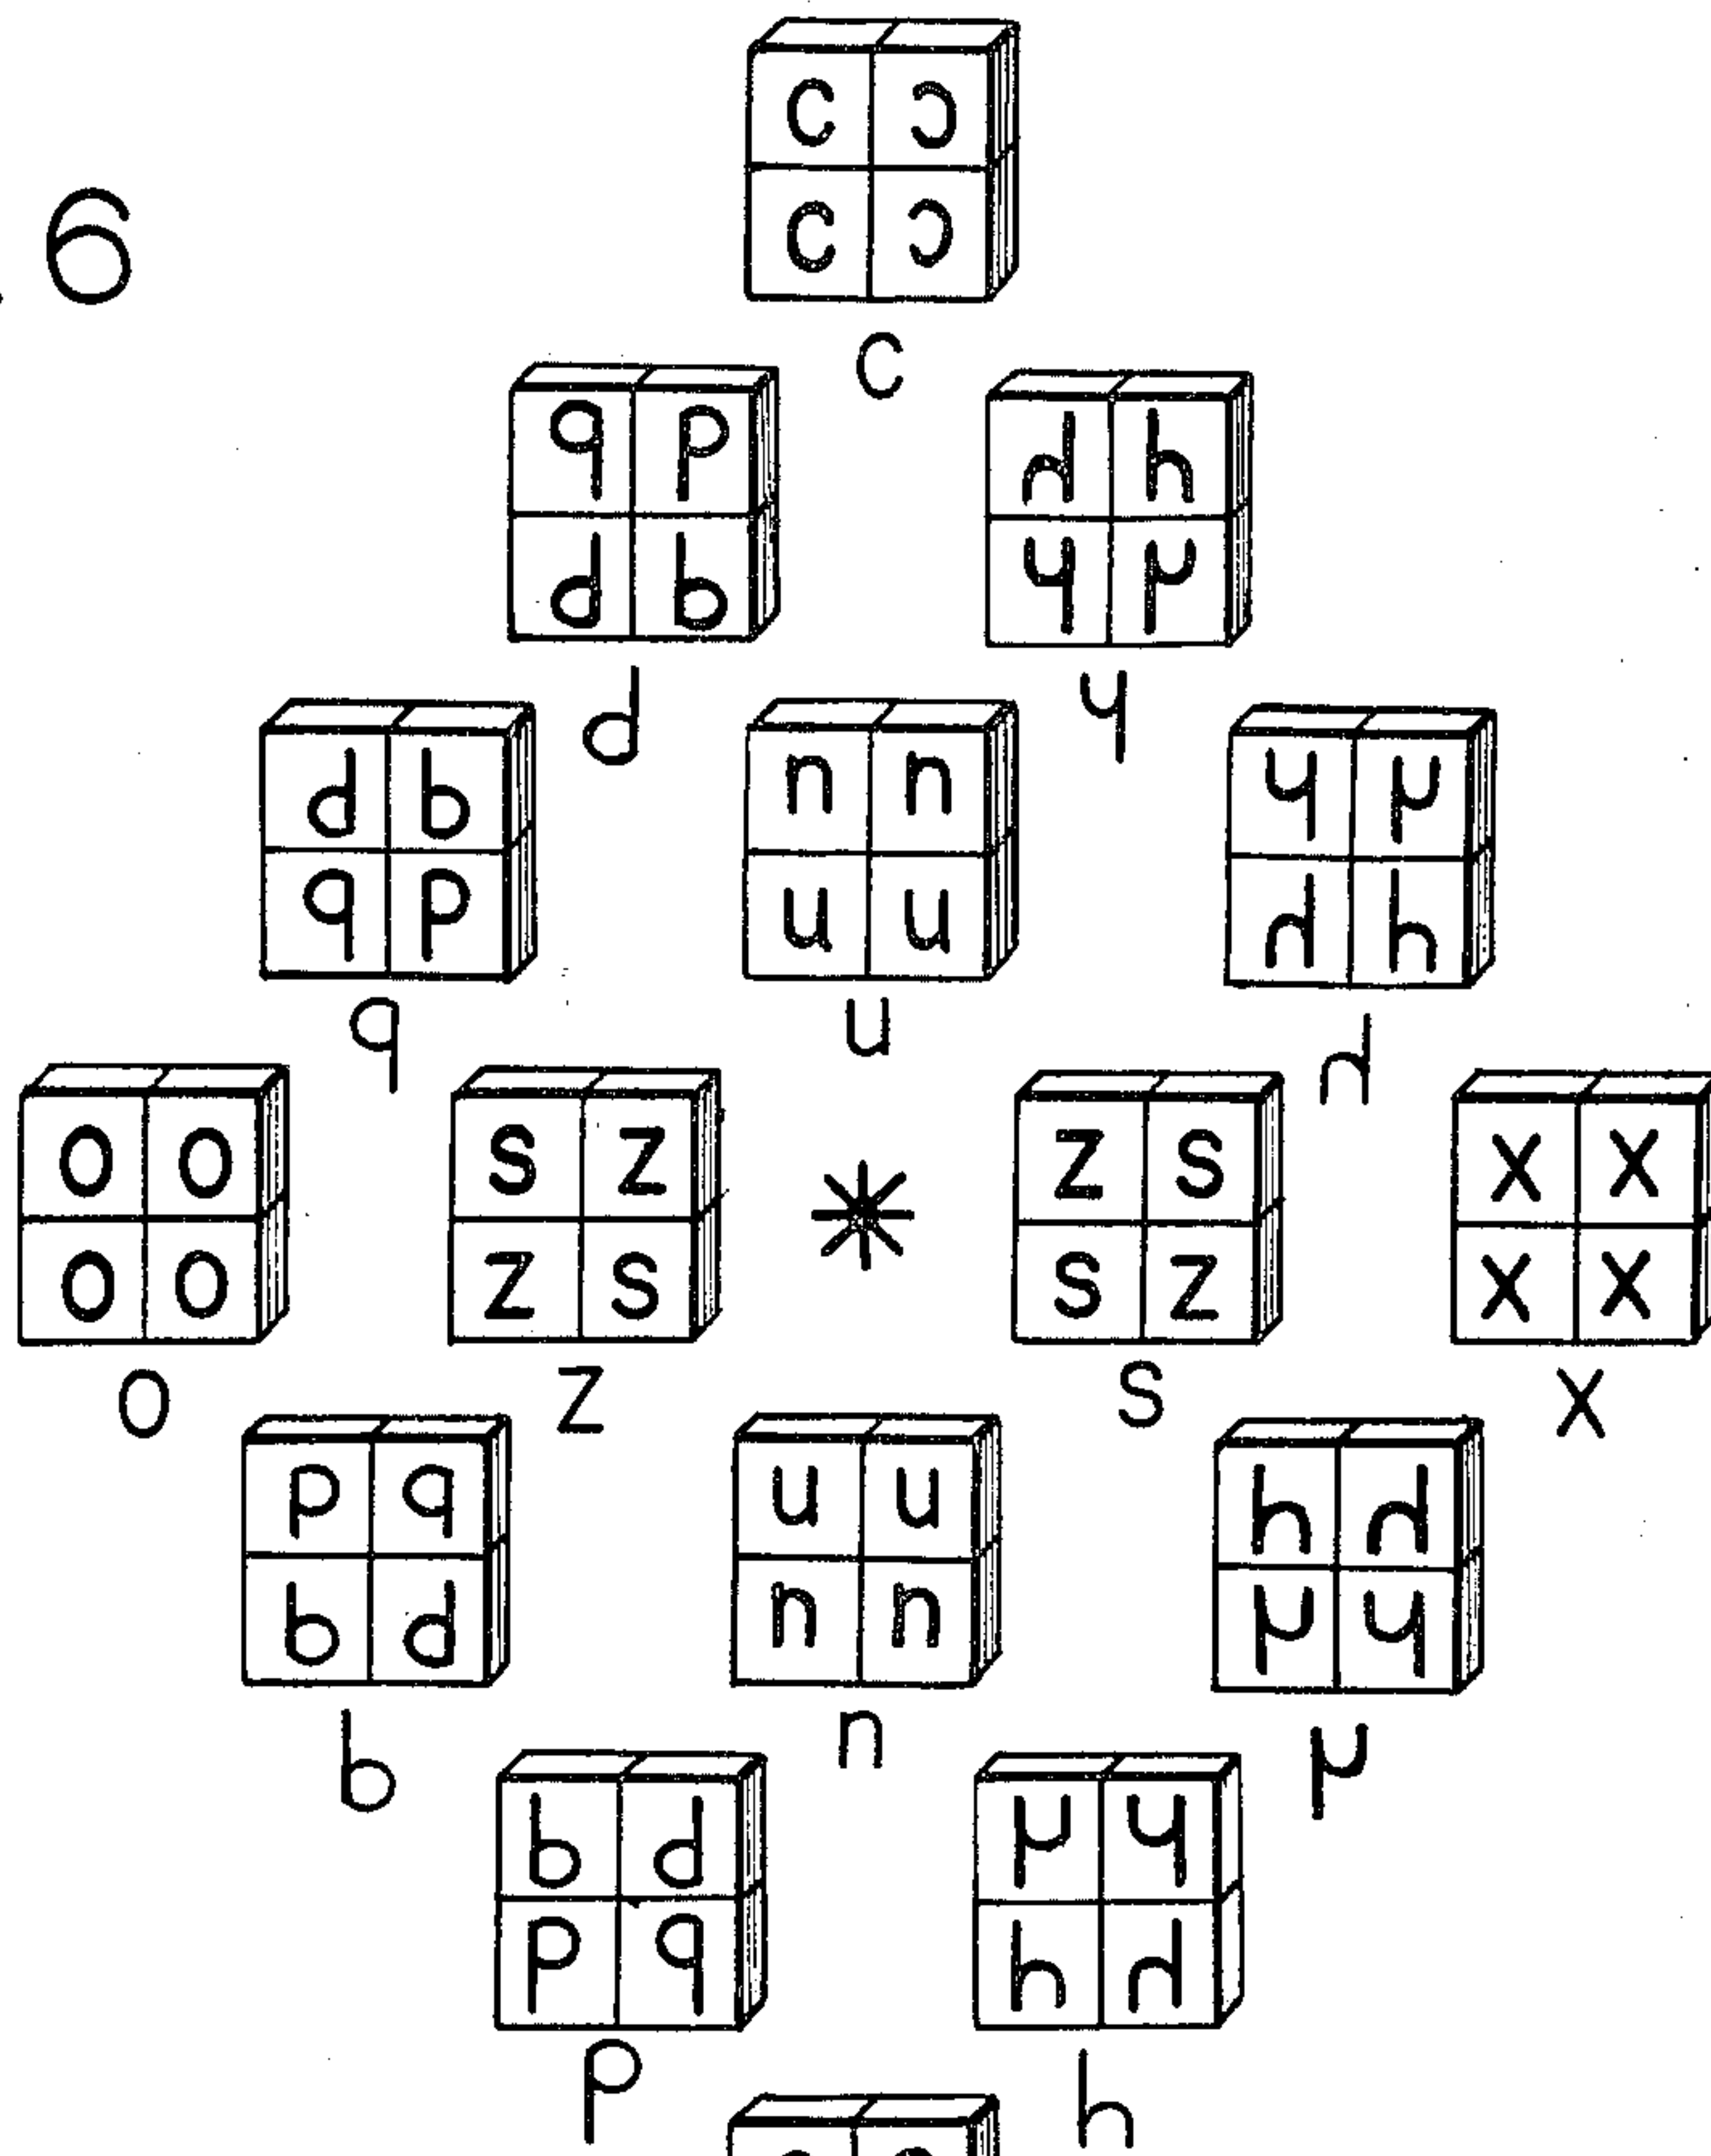 6
c ɔ
c ɔ
c
q p
d b
d
ᖹ h
ч µ
ч
d b
q p
q
n n
u u
u
ч µ
ᖹ h
ᖹ
o o
o o
o
s z
z s
z
*
z s
s z
s
x x
x x
x
p q
b d
b
u u
n n
n
h ᖹ
µ ч
µ
b d
p q
p
µ ч
h ᖹ
h